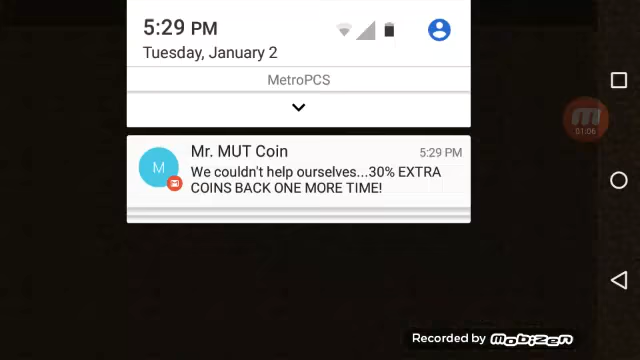 5:29 PM
Tuesday, January 2
MetroPCS
M
Mr. MUT Coin
5:29 PM
We couldn't help ourselves...30% EXTRA
COINS BACK ONE MORE TIME!
01:06
Recorded by Mobizen